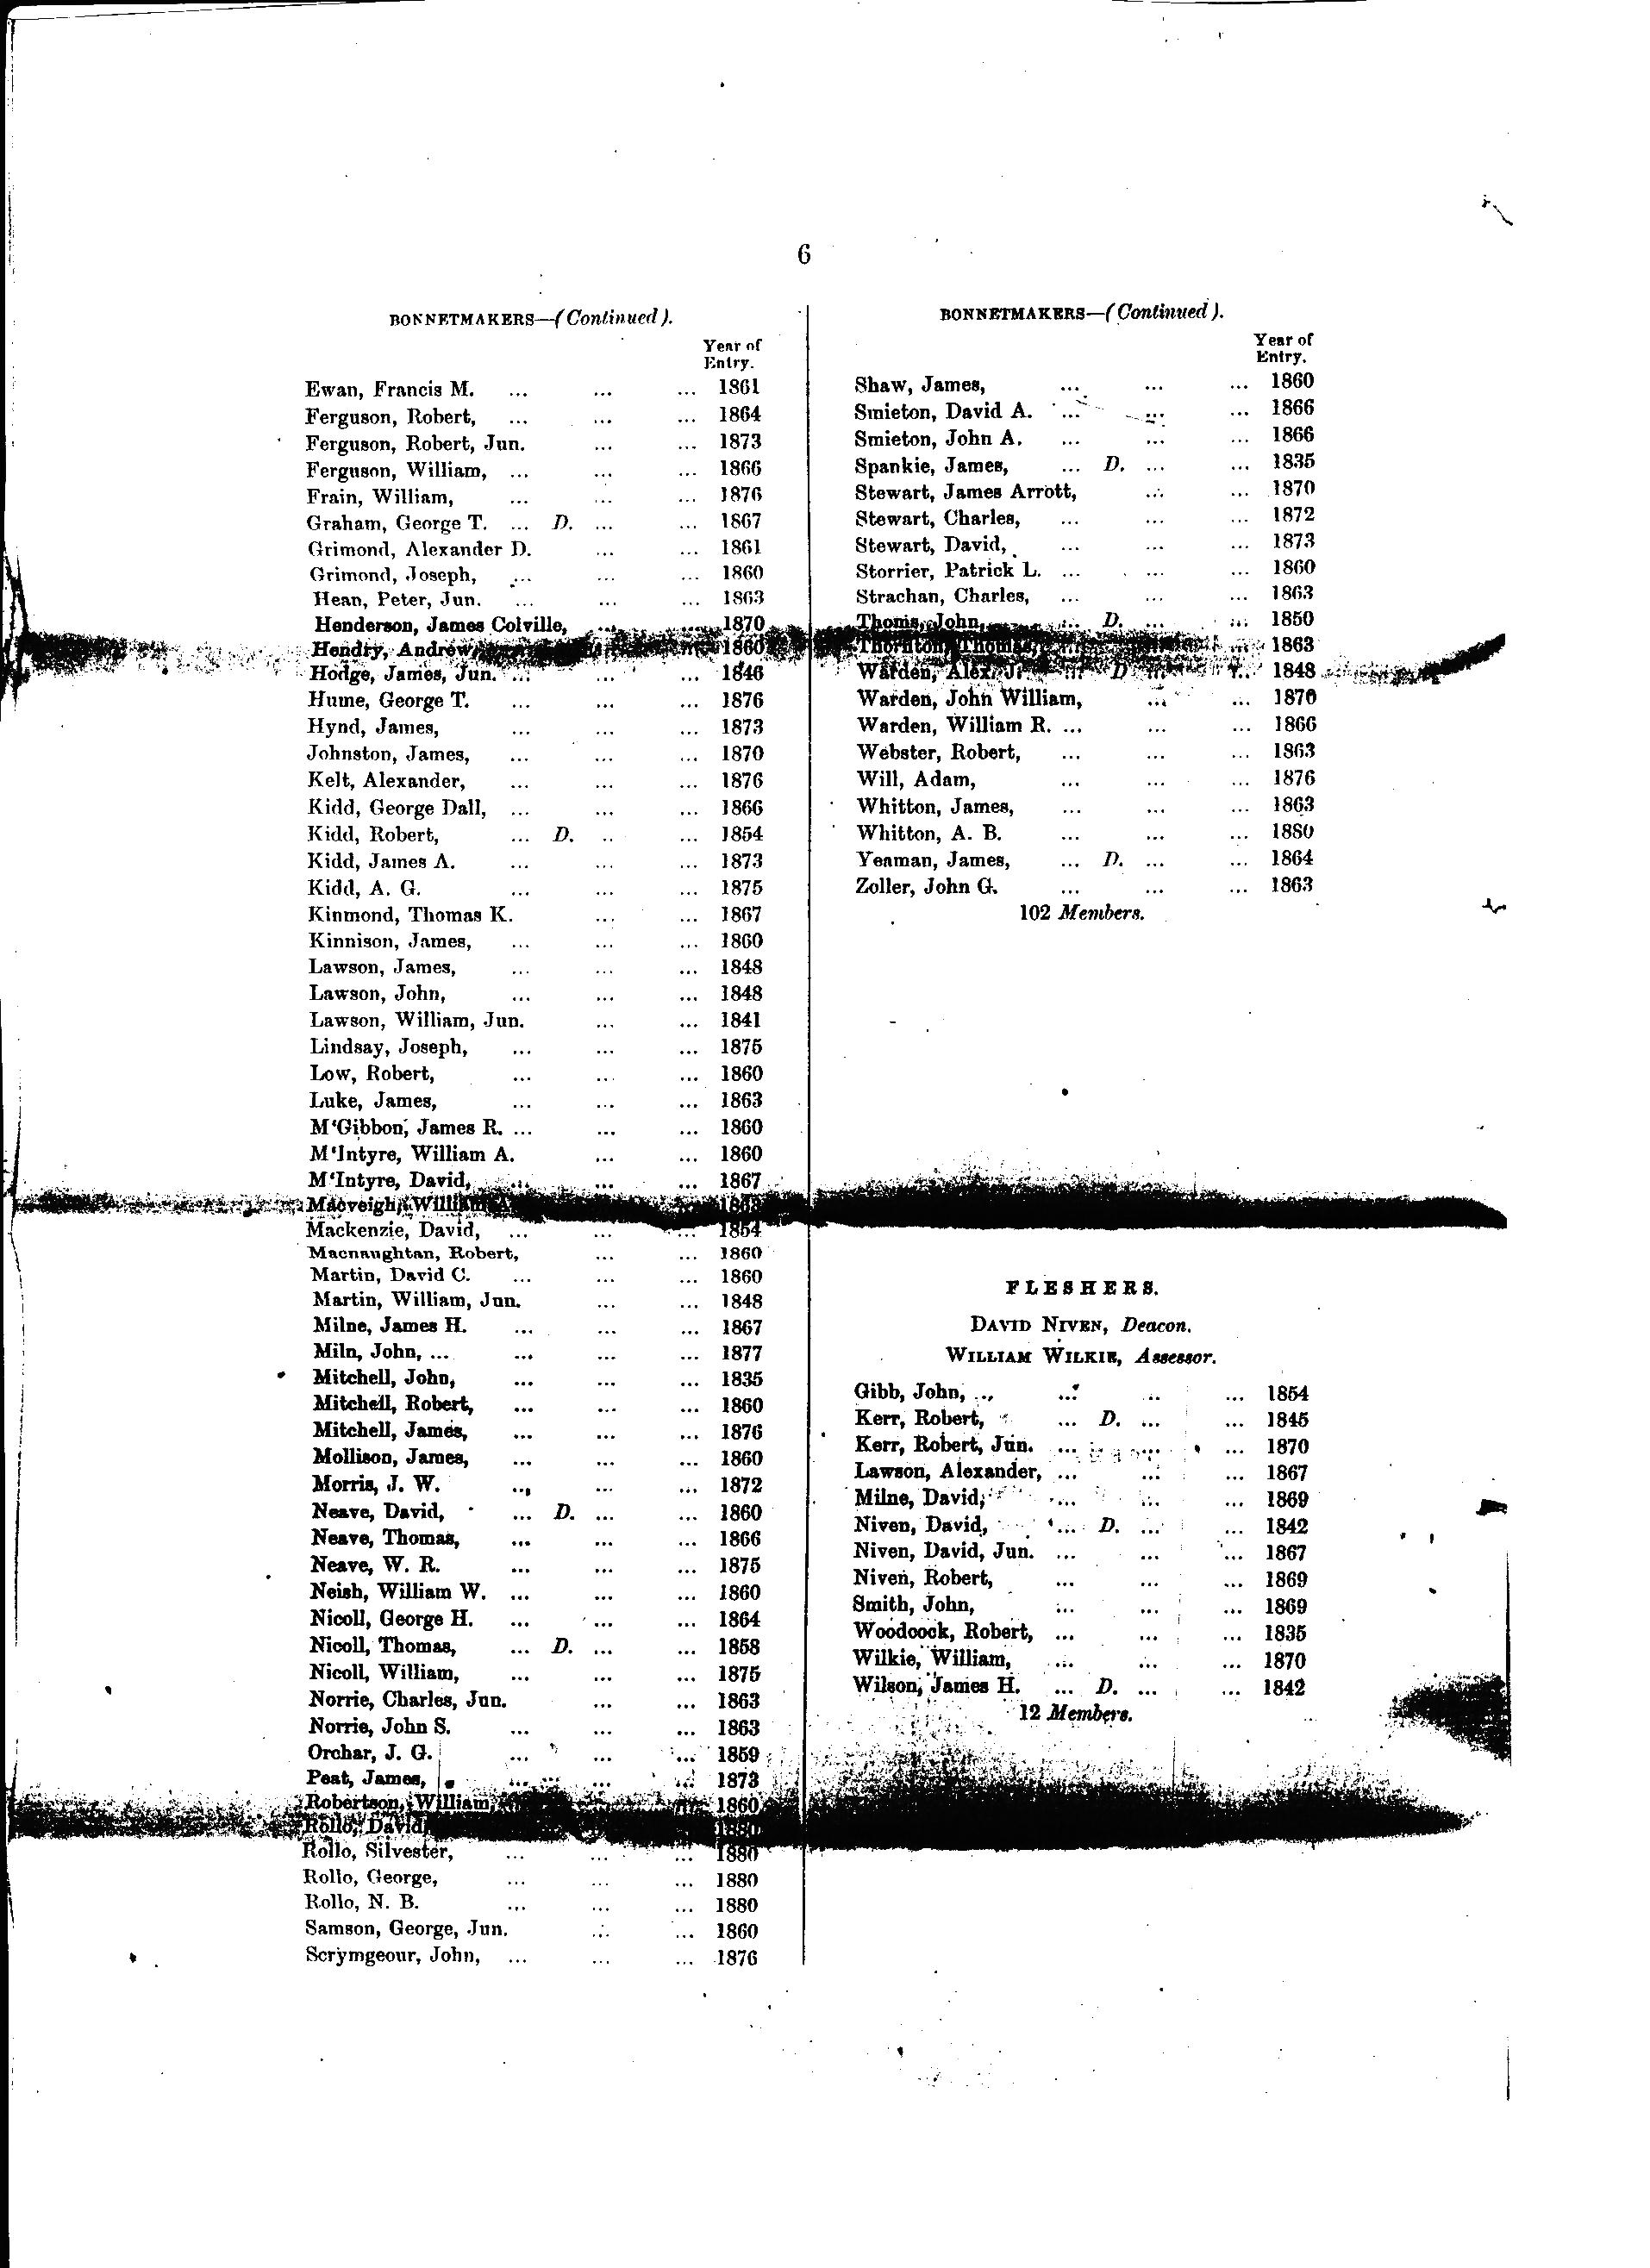 6
BONNETMAKERS—(Continued).
Year of
Entry.
Ewan, Francis M. ... ... ... 1861
Ferguson, Robert, ... ... ... 1864
Ferguson, Robert, Jun. ... ... 1873
Ferguson, William, ... ... ... 1866
Frain, William, ... ... ... 1876
Graham, George T. ... D. ... ... 1867
Grimond, Alexander D. ... ... 1861
Grimond, Joseph, ... ... ... 1860
Hean, Peter, Jun. ... ... ... 1863
Henderson, James Colville, ... ... 1870
Hendry, Andrew, 1860
Hodge, James, Jun. ... ... ... 1846
Hume, George T. ... ... ... 1876
Hynd, James, ... ... ... 1873
Johnston, James, ... ... ... 1870
Kelt, Alexander, ... ... ... 1876
Kidd, George Dall, ... ... ... 1866
Kidd, Robert, ... D. .. ... 1854
Kidd, James A. ... ... ... 1873
Kidd, A. G. ... ... ... 1875
Kinmond, Thomas K. ... ... 1867
Kinnison, James, ... ... ... 1860
Lawson, James, ... ... ... 1848
Lawson, John, ... ... ... 1848
Lawson, William, Jun. ... ... 1841
Lindsay, Joseph, ... ... ... 1875
Low, Robert, ... ... ... 1860
Luke, James, ... ... ... 1863
M'Gibbon, James R. ... ... ... 1860
M'Intyre, William A. ... ... 1860
M'Intyre, David, ... ... ... 1867
Macveigh, William
Mackenzie, David, ... ... ... 1854
Macnaughtan, Robert, ... ... 1860
Martin, David C. ... ... ... 1860
Martin, William, Jun. ... ... 1848
Milne, James H. ... ... ... 1867
Miln, John, ... ... ... ... 1877
Mitchell, John, ... ... ... 1835
Mitchell, Robert, ... ... ... 1860
Mitchell, James, ... ... ... 1876
Mollison, James, ... ... ... 1860
Morris, J. W. ... ... ... 1872
Neave, David, ... D. ... ... 1860
Neave, Thomas, ... ... ... 1866
Neave, W. R. ... ... ... 1875
Neish, William W. ... ... ... 1860
Nicoll, George H. ... ... ... 1864
Nicoll, Thomas, ... D. ... ... 1858
Nicoll, William, ... ... ... 1875
Norrie, Charles, Jun. ... ... 1863
Norrie, John S. ... ... ... 1863
Orchar, J. G. ... ... ... 1859
Peat, James, ... ... ... 1873
Robertson, William, 1860
Rollo, David, 1880
Rollo, Silvester, ... ... ... 1880
Rollo, George, ... ... ... 1880
Rollo, N. B. ... ... ... 1880
Samson, George, Jun. ... ... 1860
Scrymgeour, John, ... ... ... 1876
BONNETMAKERS—(Continued).
Year of
Entry.
Shaw, James, ... ... ... 1860
Smieton, David A. ... ... ... 1866
Smieton, John A. ... ... ... 1866
Spankie, James, ... D. ... ... 1835
Stewart, James Arrott, ... ... 1870
Stewart, Charles, ... ... ... 1872
Stewart, David, ... ... ... 1873
Storrier, Patrick L. ... ... ... 1860
Strachan, Charles, ... ... ... 1863
Thoms, John, ... D. ... ... 1850
Thornton, Thomas, ... 1863
Warden, Alex. J. D ... ... 1848
Warden, John William, ... ... 1870
Warden, William R. ... ... ... 1866
Webster, Robert, ... ... ... 1863
Will, Adam, ... ... ... 1876
Whitton, James, ... ... ... 1863
Whitton, A. B. ... ... ... 1880
Yeaman, James, ... D. ... ... 1864
Zoller, John G. ... ... ... 1863
102 Members.
FLESHERS.
DAVID NIVEN, Deacon.
WILLIAM WILKIE, Assessor.
Gibb, John, ... ... .. ... 1854
Kerr, Robert, ... D. ... ... 1845
Kerr, Robert, Jun. ... ... ... 1870
Lawson, Alexander, ... ... ... 1867
Milne, David, ... ... ... 1869
Niven, David, ... D. ... ... 1842
Niven, David, Jun. ... ... ... 1867
Niven, Robert, ... ... ... 1869
Smith, John, ... ... ... 1869
Woodcock, Robert, ... ... ... 1835
Wilkie, William, ... ... ... 1870
Wilson, James H. ... D. ... ... 1842
12 Members.